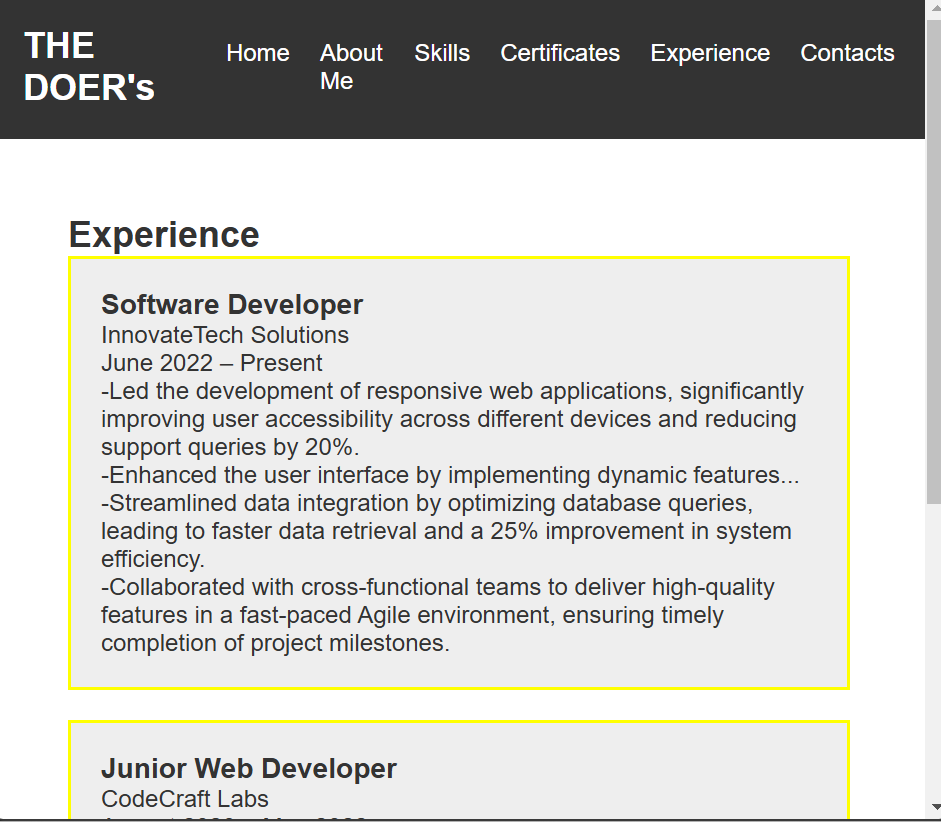 THE
DOER's
Home
About
Me
Skills
Certificates
Experience
Contacts
Experience
Software Developer
InnovateTech Solutions
June 2022 – Present
-Led the development of responsive web applications, significantly
improving user accessibility across different devices and reducing
support queries by 20%.
-Enhanced the user interface by implementing dynamic features...
-Streamlined data integration by optimizing database queries,
leading to faster data retrieval and a 25% improvement in system
efficiency.
-Collaborated with cross-functional teams to deliver high-quality
features in a fast-paced Agile environment, ensuring timely
completion of project milestones.
Junior Web Developer
CodeCraft Labs